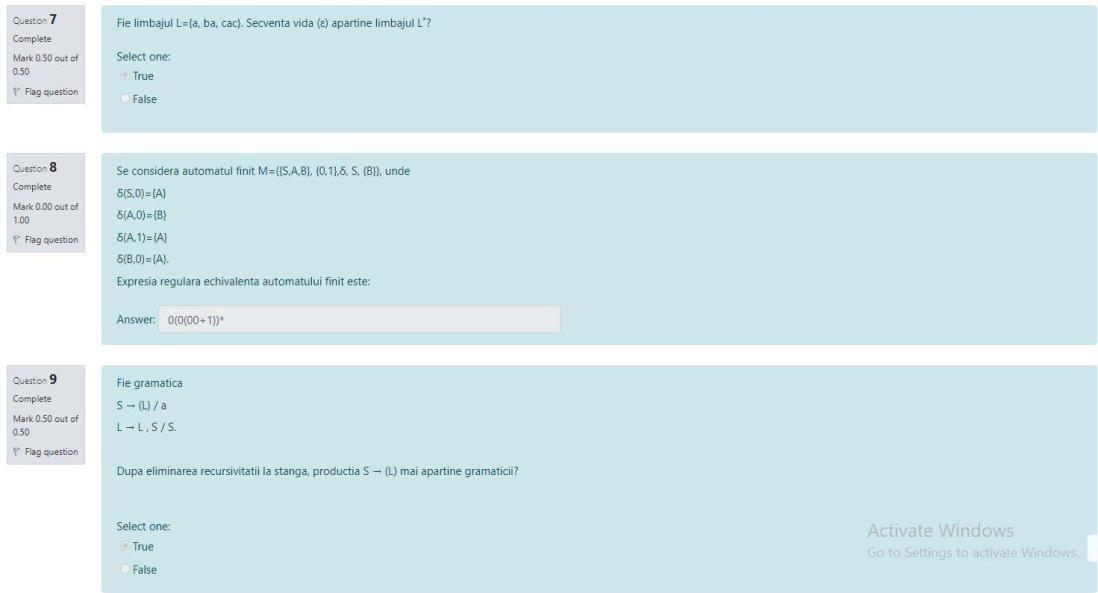 Question 7
Complete
Mark 0.50 out of
0.50
Flag question
Fie limbajul L={a, ba, cac}. Secventa vida (ε) apartine limbajul L*?
Select one:
True
False
Question 8
Complete
Mark 0.00 out of
1.00
Flag question
Se considera automatul finit M=({S,A,B}, {0,1},δ, S, {B}), unde
δ(S,0)={A}
δ(A,0)={B}
δ(A,1)={A}
δ(B,0)={A}.
Expresia regulara echivalenta automatului finit este:
Answer: 0(0(00+1))*
Question 9
Complete
Mark 0.50 out of
0.50
Flag question
Fie gramatica
S → (L) / a
L → L , S / S.
Dupa eliminarea recursivitatii la stanga, productia S → (L) mai apartine gramaticii?
Select one:
True
False
Activate Windows
Go to Settings to activate Windows.